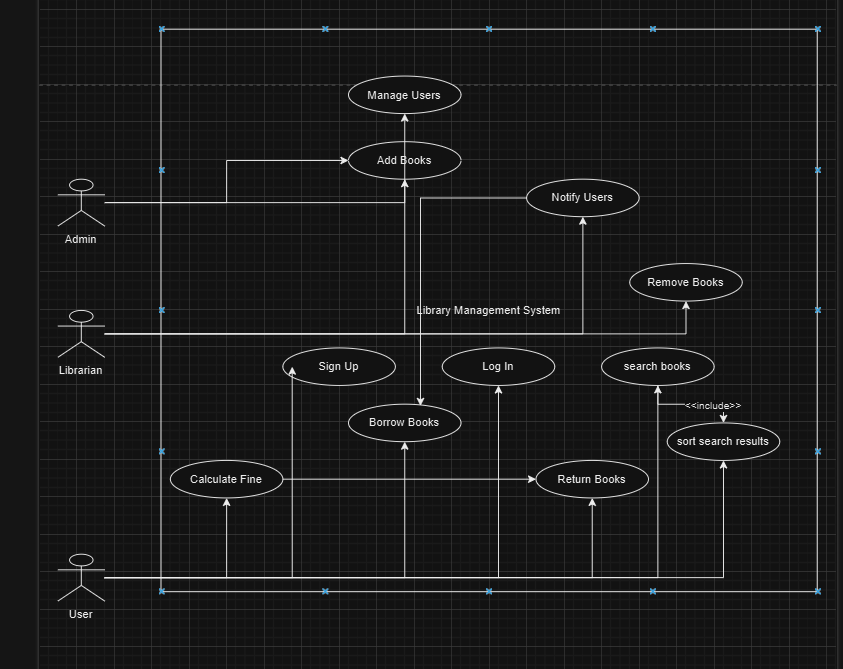 Manage Users
Add Books
Notify Users
Admin
Remove Books
Library Management System
Librarian
Sign Up
Log In
search books
<<include>>
Borrow Books
sort search results
Calculate Fine
Return Books
User